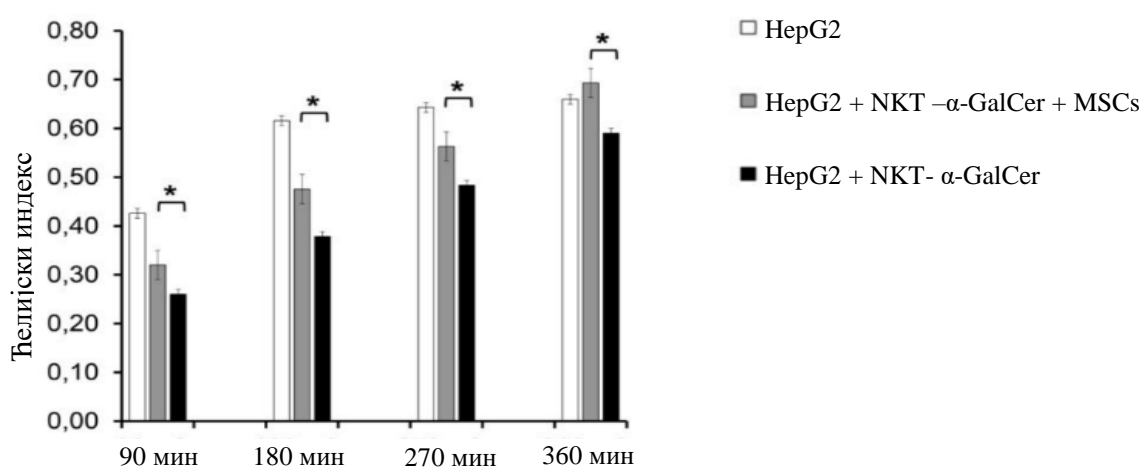 0,80
0,70
0,60
0,50
0,40
0,30
0,20
0,10
0,00
Ћелијски индекс
*
*
*
*
90 мин
180 мин
270 мин
360 мин
HepG2
HepG2 + NKT –α-GalCer + MSCs
HepG2 + NKT- α-GalCer